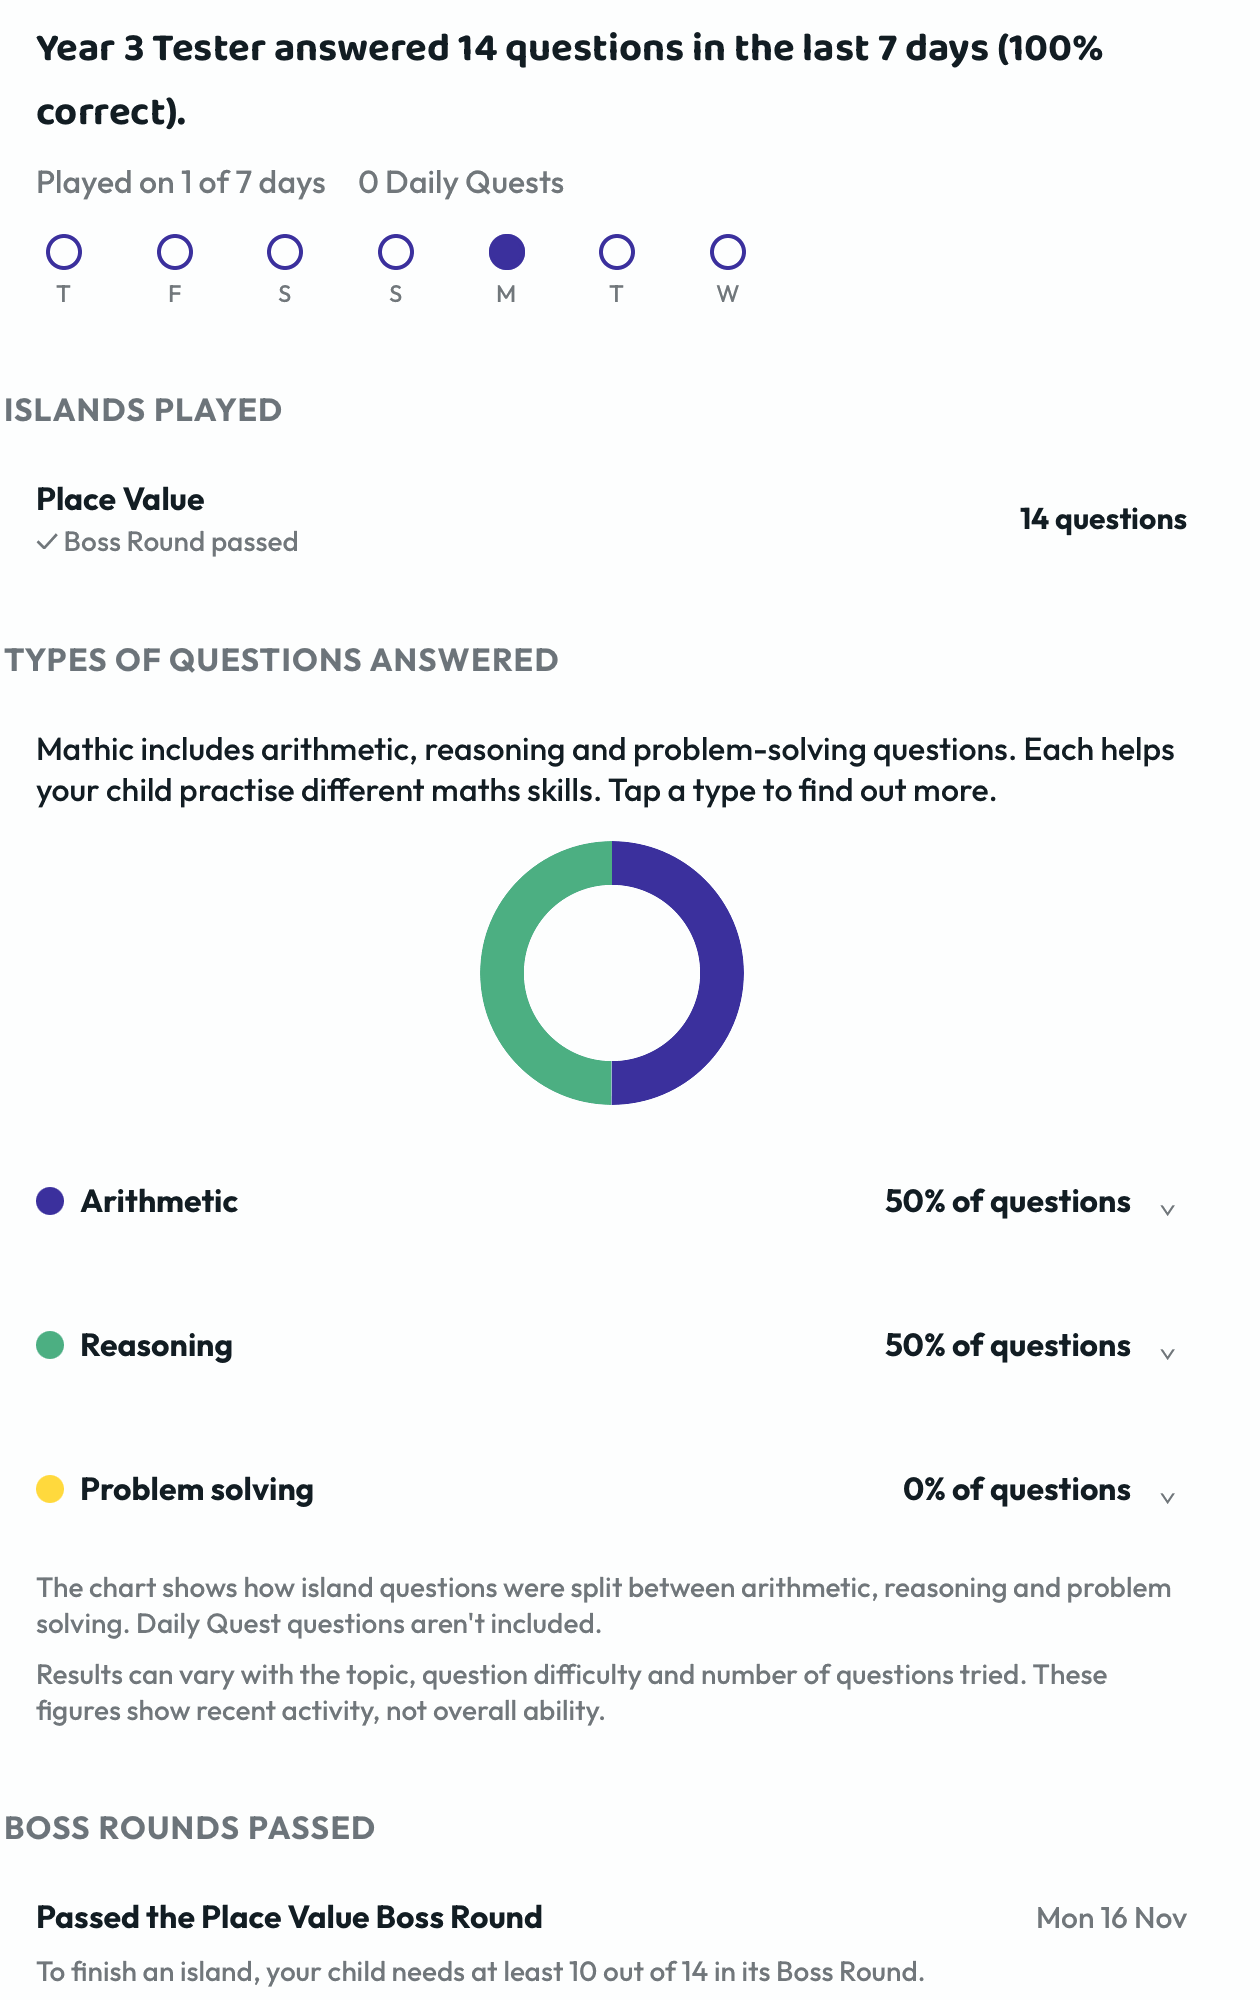 Year 3 Tester answered 14 questions in the last 7 days (100%
correct).
Played on 1 of 7 days 0 Daily Quests
T F S S M T W
ISLANDS PLAYED
Place Value
✓ Boss Round passed
14 questions
TYPES OF QUESTIONS ANSWERED
Mathic includes arithmetic, reasoning and problem-solving questions. Each helps
your child practise different maths skills. Tap a type to find out more.
Arithmetic 50% of questions
Reasoning 50% of questions
Problem solving 0% of questions
The chart shows how island questions were split between arithmetic, reasoning and problem
solving. Daily Quest questions aren't included.
Results can vary with the topic, question difficulty and number of questions tried. These
figures show recent activity, not overall ability.
BOSS ROUNDS PASSED
Passed the Place Value Boss Round Mon 16 Nov
To finish an island, your child needs at least 10 out of 14 in its Boss Round.